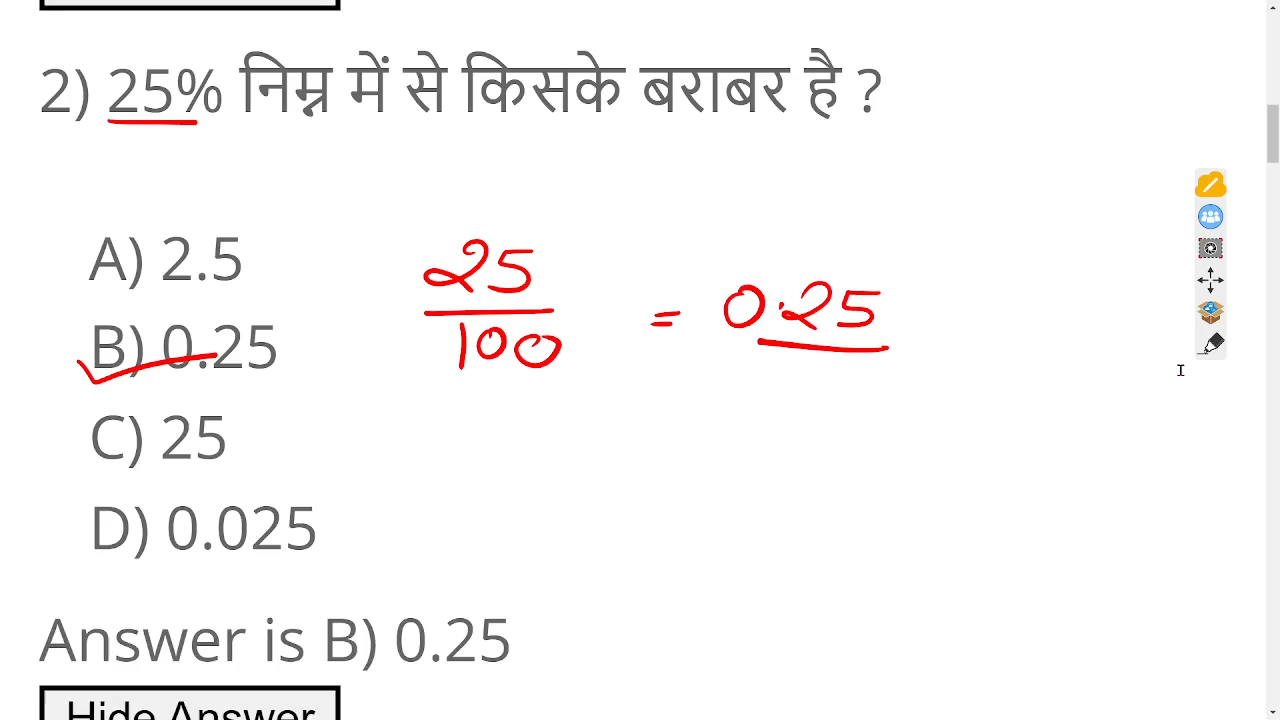 2) 25% निम्न में से किसके बराबर है ?
A) 2.5
B) 0.25
C) 25
D) 0.025
25
100
= 0.25
Answer is B) 0.25
Hide Answer